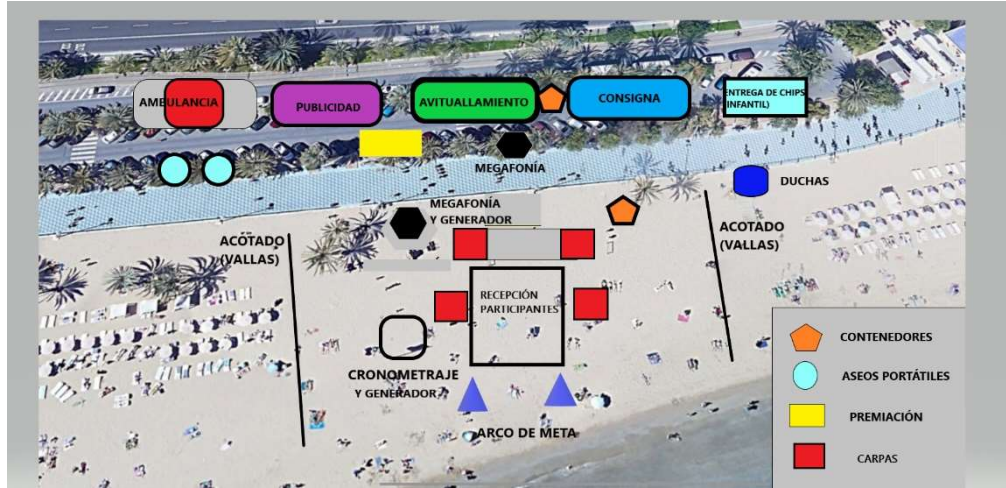 AMBULANCIA
PUBLICIDAD
AVITUALLAMIENTO
CONSIGNA
ENTREGA DE CHIPS
INFANTIL)
MEGAFONÍA
DUCHAS
MEGAFONÍA
Y GENERADOR
ACOTADO
(VALLAS)
ACOTADO
(VALLAS)
RECEPCIÓN
PARTICIPANTES
CRONOMETRAJE
Y GENERADOR
ARCO DE META
CONTENEDORES
ASEOS PORTÁTILES
PREMIACIÓN
CARPAS